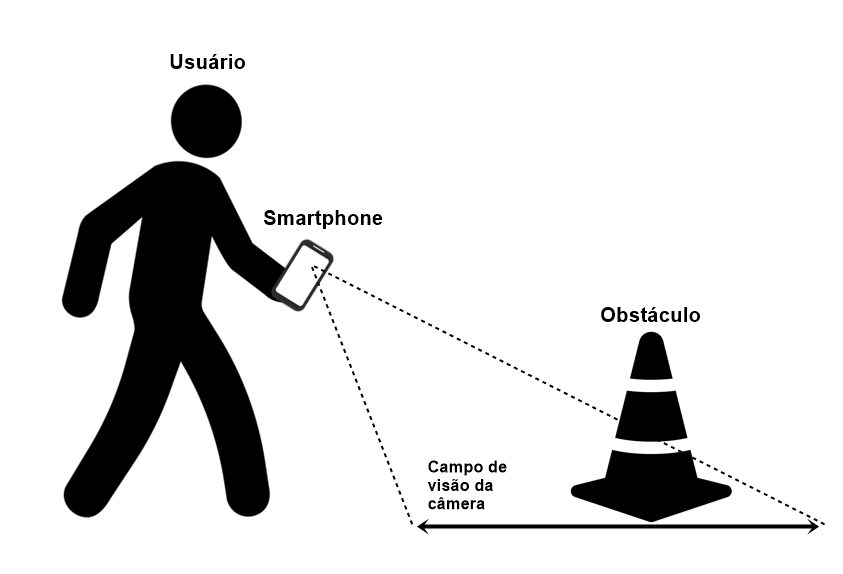 Usuário
Smartphone
Obstáculo
Campo de
visão da
câmera